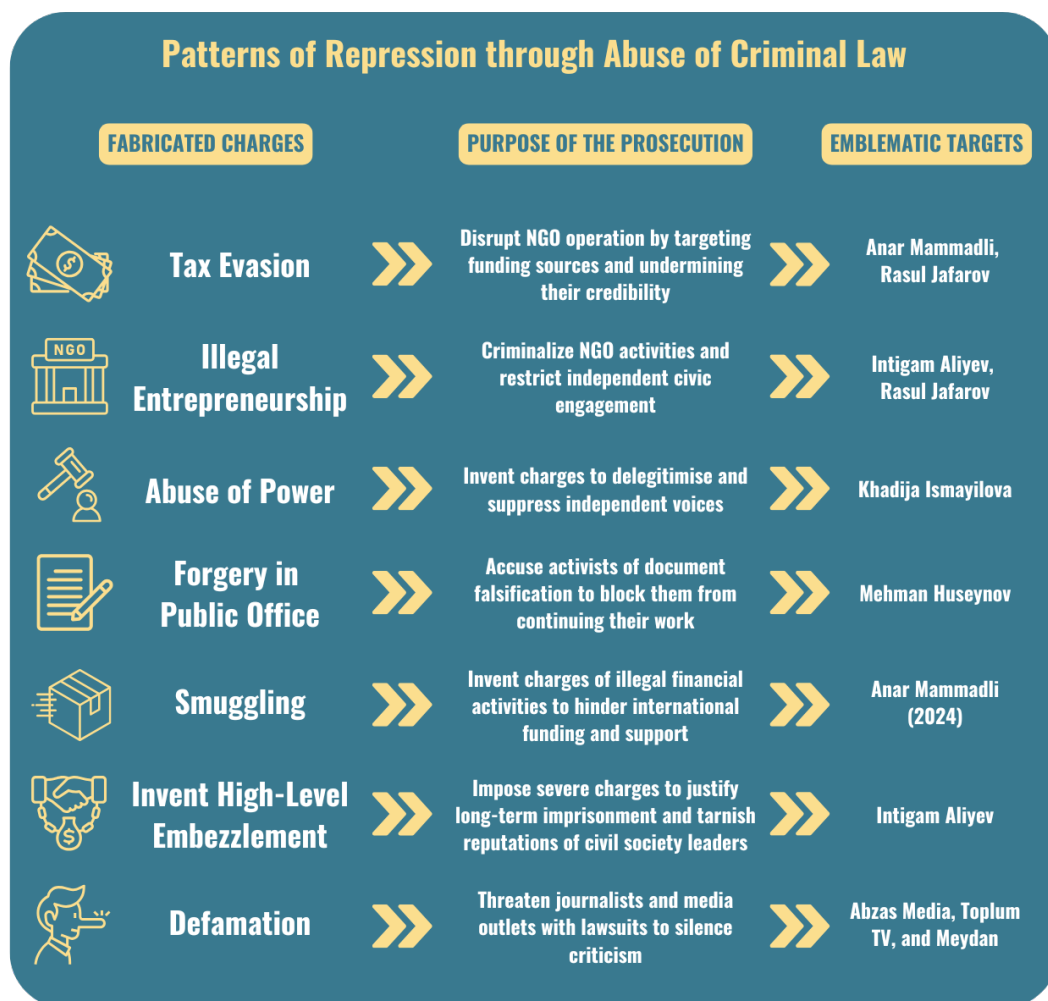 Patterns of Repression through Abuse of Criminal Law
FABRICATED CHARGES
PURPOSE OF THE PROSECUTION
EMBLEMATIC TARGETS
Tax Evasion
Disrupt NGO operation by targeting
funding sources and undermining
their credibility
Anar Mammadli,
Rasul Jafarov
NGO
Illegal
Entrepreneurship
Criminalize NGO activities and
restrict independent civic
engagement
Intigam Aliyev,
Rasul Jafarov
Abuse of Power
Invent charges to delegitimise and
suppress independent voices
Khadija Ismayilova
Forgery in
Public Office
Accuse activists of document
falsification to block them from
continuing their work
Mehman Huseynov
Smuggling
Invent charges of illegal financial
activities to hinder international
funding and support
Anar Mammadli
(2024)
Invent High-Level
Embezzlement
Impose severe charges to justify
long-term imprisonment and tarnish
reputations of civil society leaders
Intigam Aliyev
Defamation
Threaten journalists and media
outlets with lawsuits to silence
criticism
Abzas Media, Toplum
TV, and Meydan